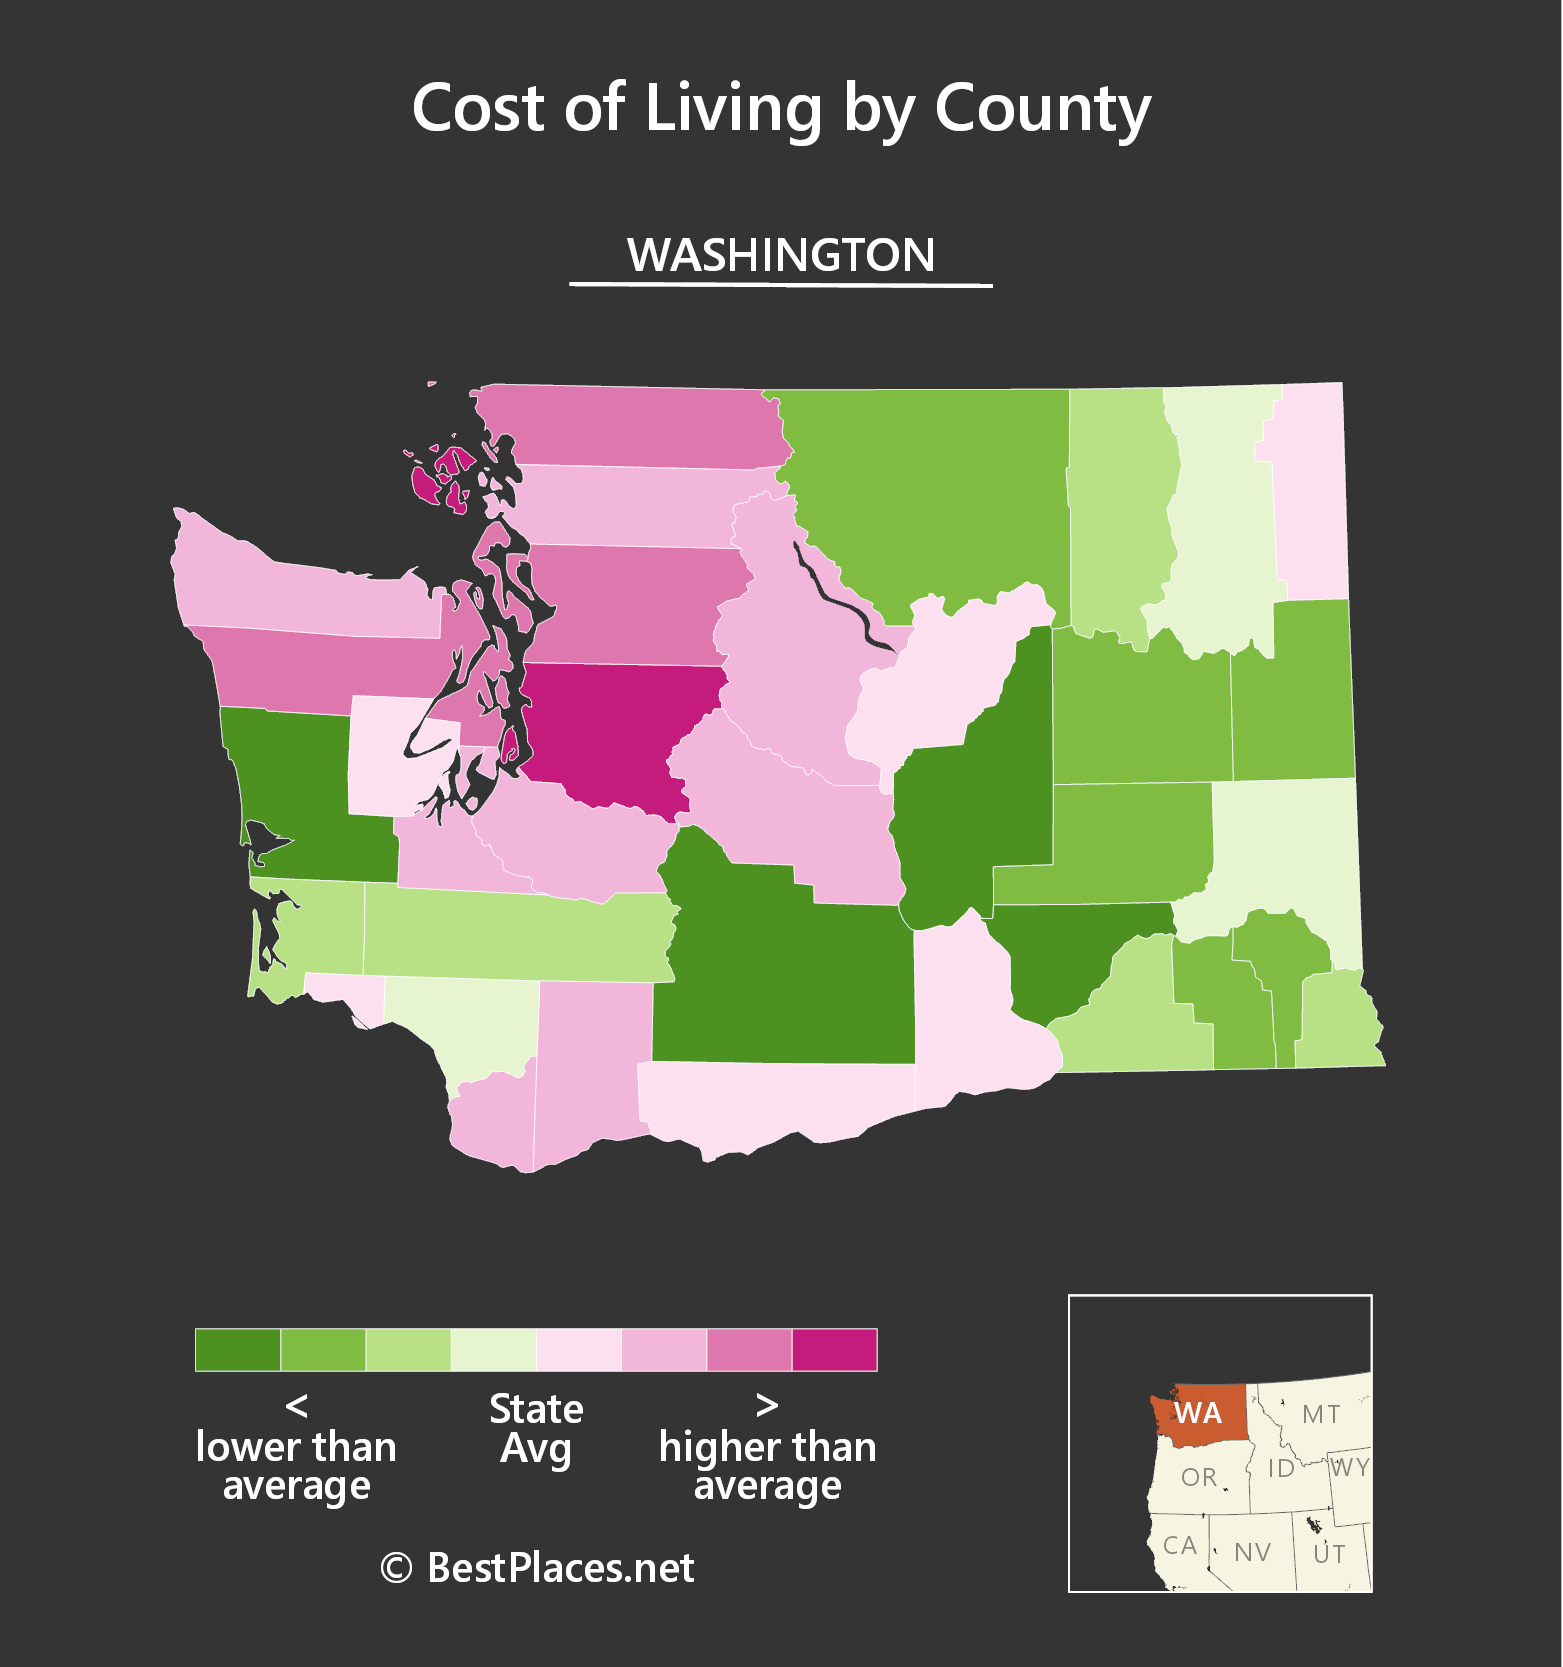 Cost of Living by County
WASHINGTON
<
lower than
average
State
Avg
>
higher than
average
© BestPlaces.net
WA
MT
OR
ID
WY
CA
NV
UT